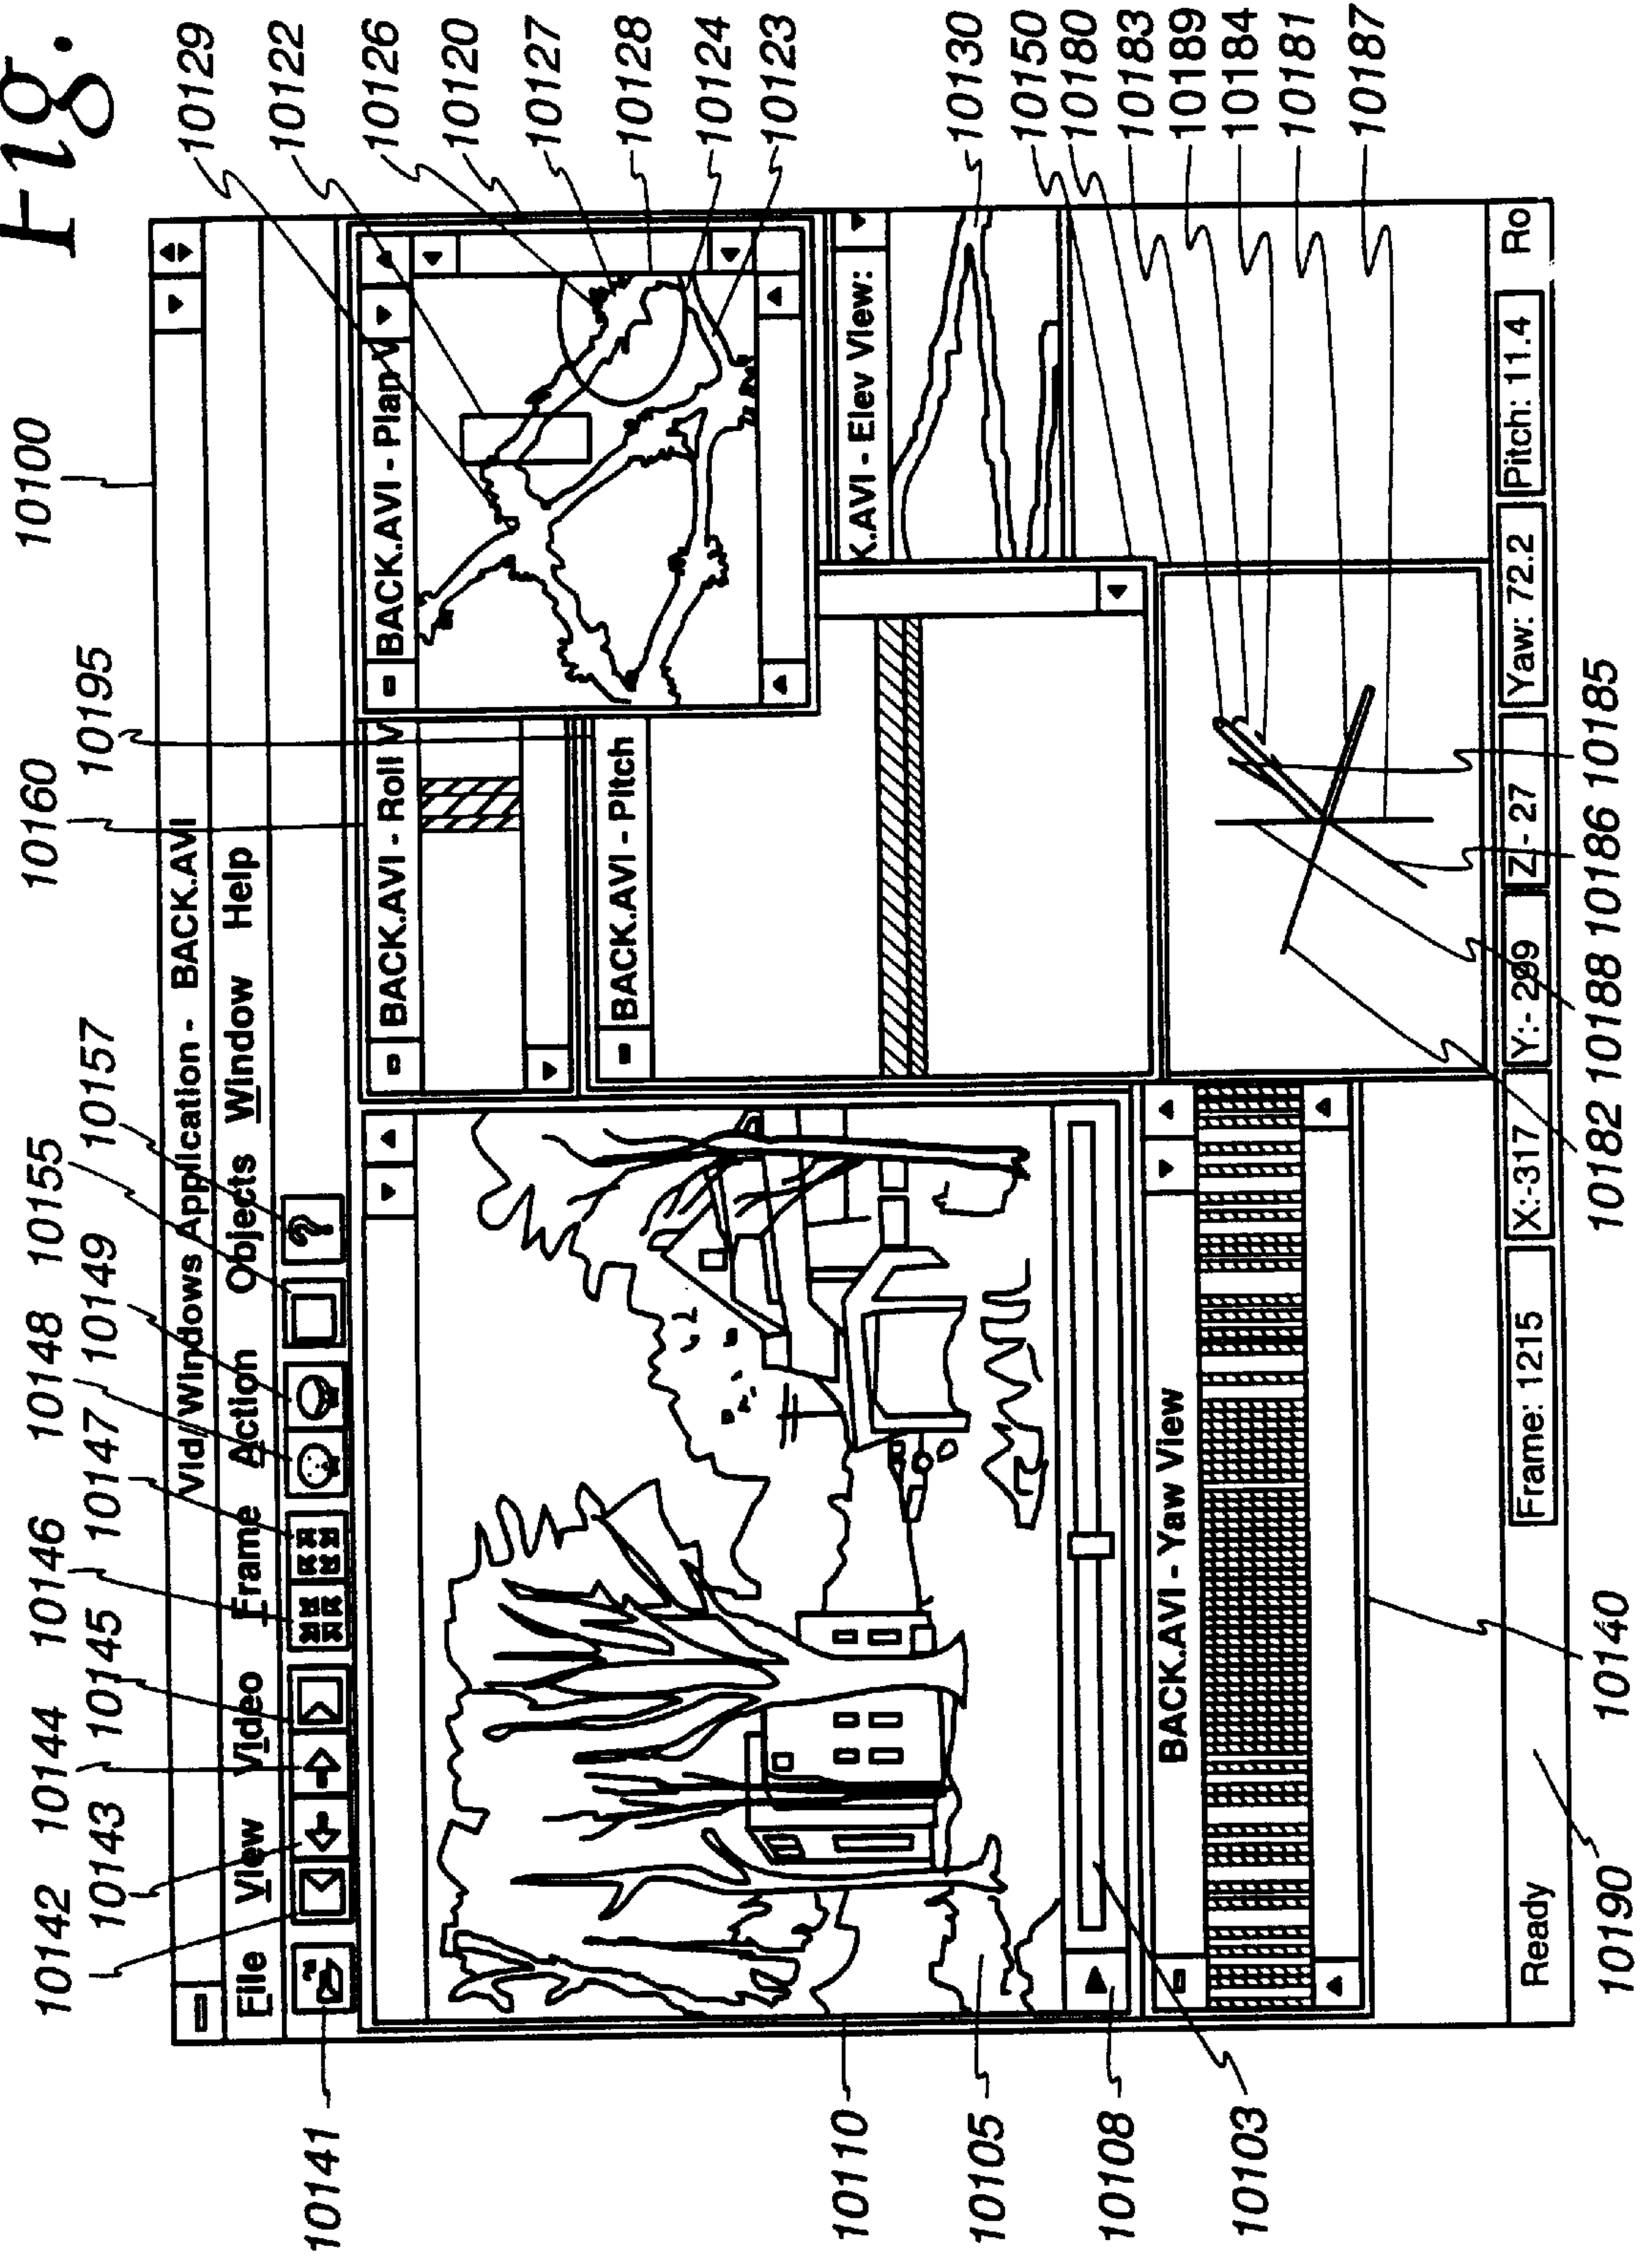 Fig.
10100
10160
10195
10129
10122
10126
10120
10127
10128
10124
10123
10130
10150
10180
10183
10189
10184
10181
10187
10142
10143
10144
10145
10146
10147
10148
10149
10155
10157
10141
10110
10105
10108
10103
Vid/Windows Application - BACK.AVI
File View Video Frame Action Objects Window Help
BACK.AVI - Roll V
BACK.AVI - Plan V
BACK.AVI - Pitch
K.AVI - Elev View:
BACK.AVI - Yaw View
Ready
Frame: 1215
X:-317
Y:- 299
Z - 27
Yaw: 72.2
Pitch: 11.4
Ro
10190
10140
10182
10188
10186
10185